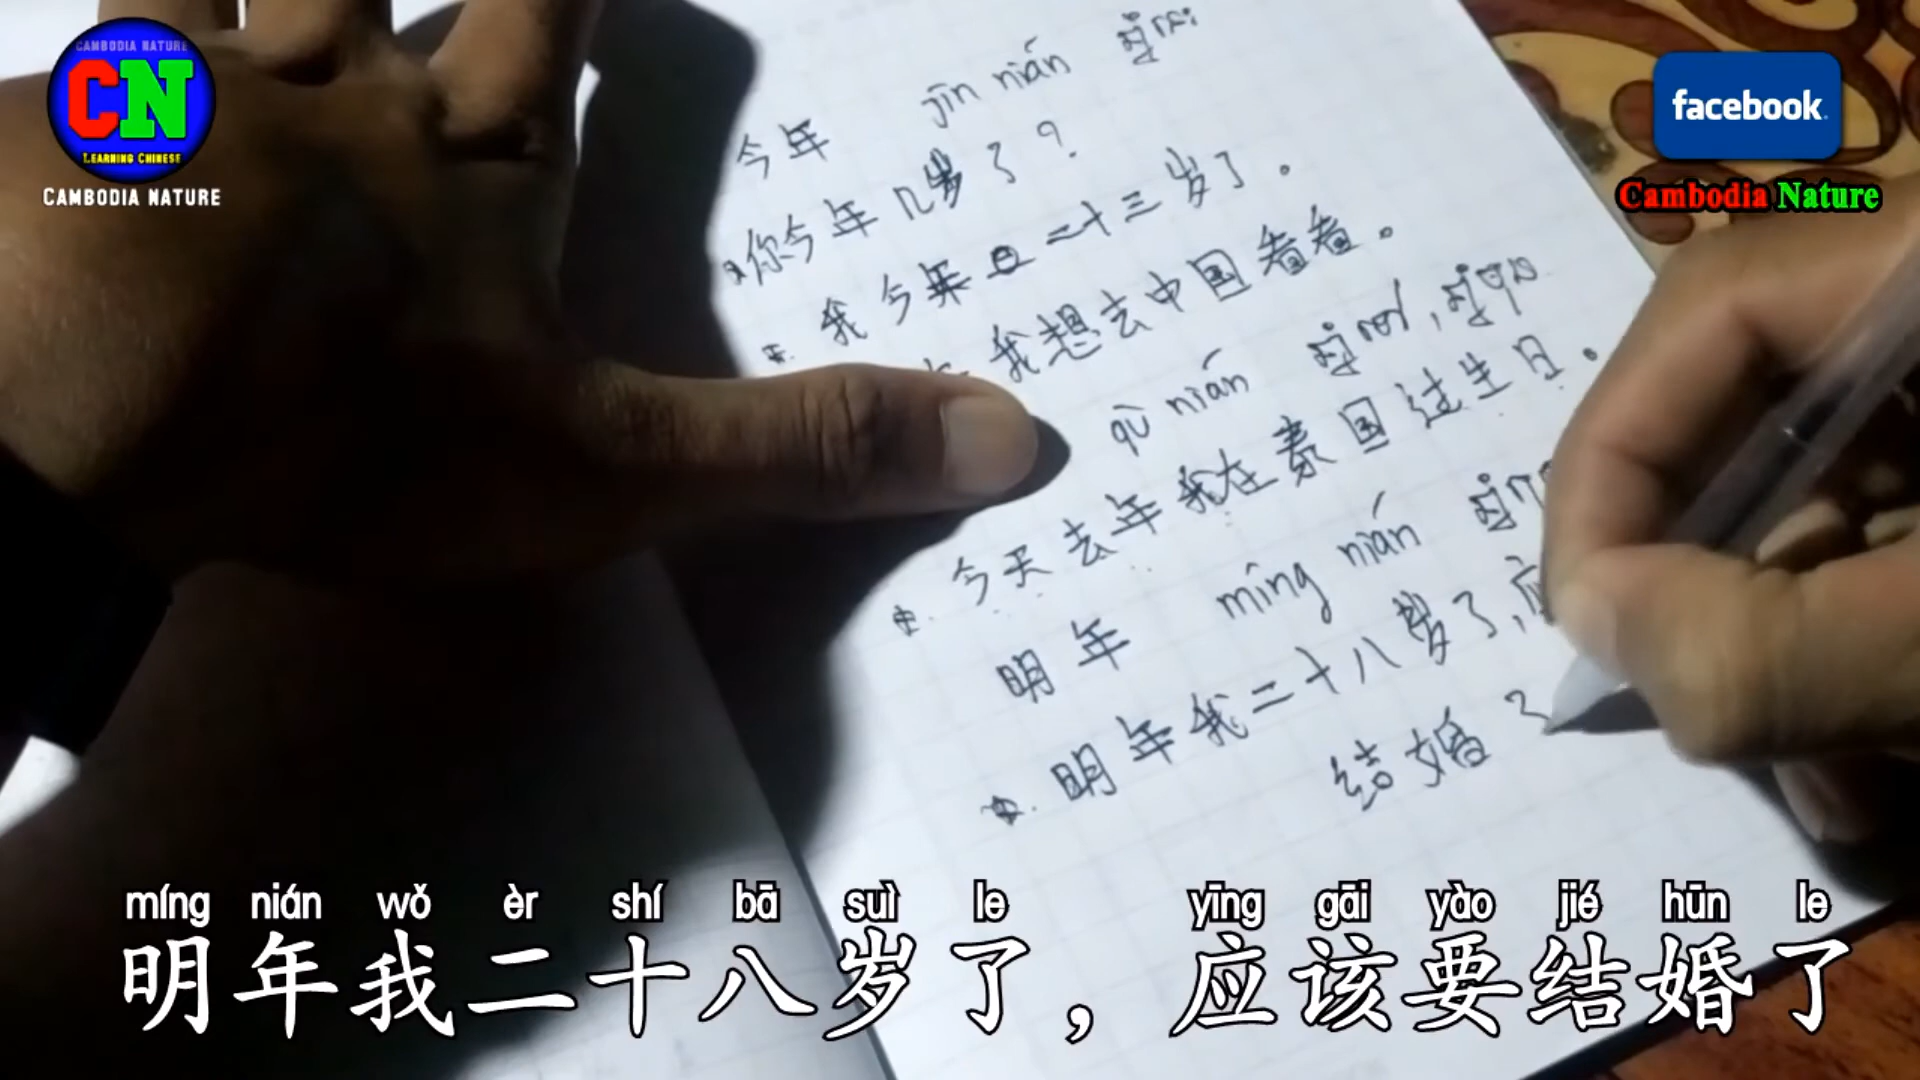 CAMBODIA NATURE
CN
LEARNING CHINESE
CAMBODIA NATURE
facebook
Cambodia Nature
今年 jīn nián
你今年几岁了？
我今年 二十三岁了。
我想去中国看看。
qù nián
今天去年我在泰国过生日。
明年 míng nián
明年我二十八岁了,应
结婚了
míng nián wǒ èr shí bā suì le yīng gāi yào jié hūn le
明年我二十八岁了，应该要结婚了